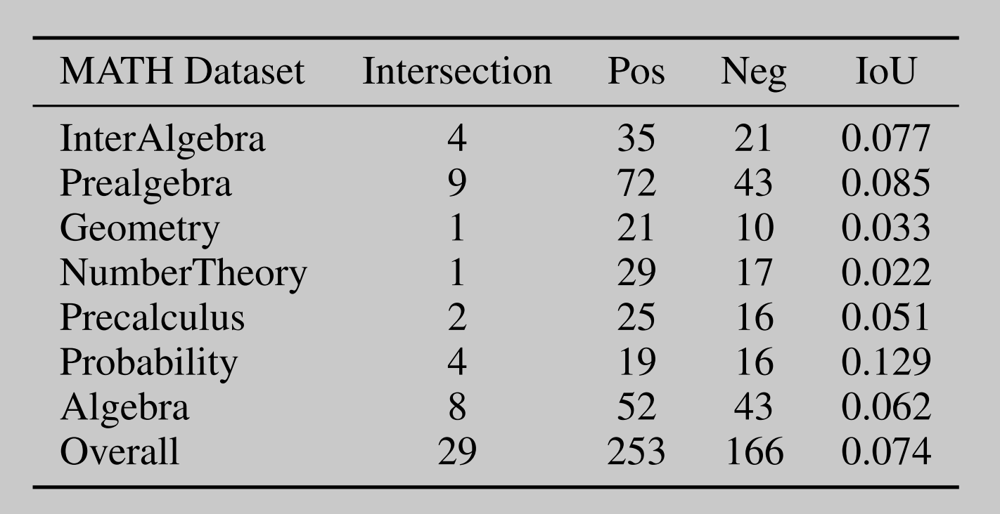 MATH Dataset Intersection Pos Neg IoU
InterAlgebra 4 35 21 0.077
Prealgebra 9 72 43 0.085
Geometry 1 21 10 0.033
NumberTheory 1 29 17 0.022
Precalculus 2 25 16 0.051
Probability 4 19 16 0.129
Algebra 8 52 43 0.062
Overall 29 253 166 0.074